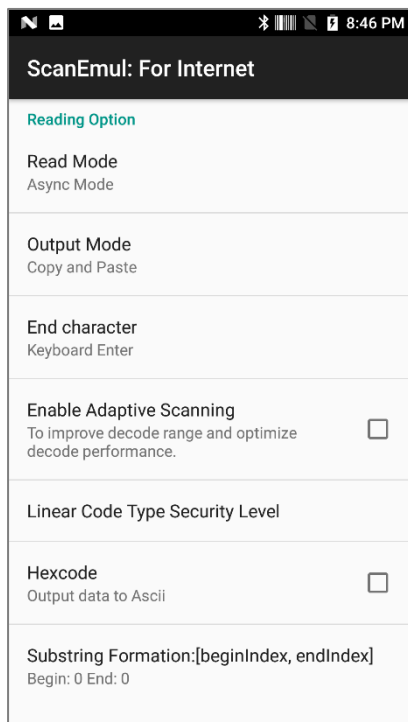 8:46 PM
ScanEmul: For Internet
Reading Option
Read Mode
Async Mode
Output Mode
Copy and Paste
End character
Keyboard Enter
Enable Adaptive Scanning
To improve decode range and optimize
decode performance.
Linear Code Type Security Level
Hexcode
Output data to Ascii
Substring Formation:[beginIndex, endIndex]
Begin: 0 End: 0